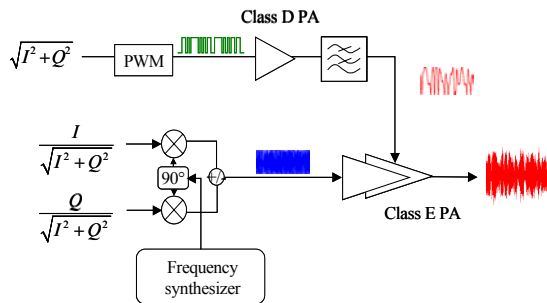 Class D PA
√(I² + Q²)
PWM
I / √(I² + Q²)
90°
+/-
Q / √(I² + Q²)
Class E PA
Frequency
synthesizer